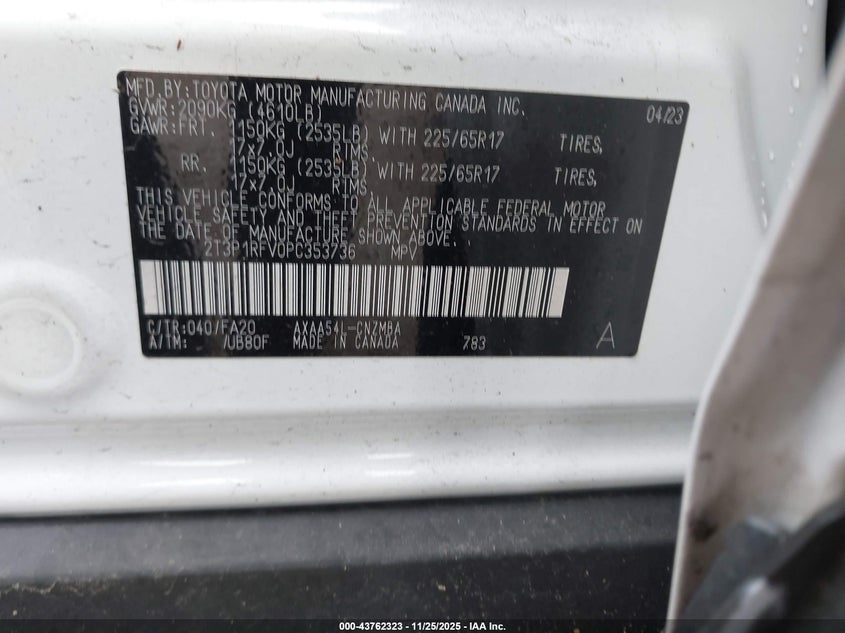 MFD.BY:TOYOTA MOTOR MANUFACTURING CANADA INC.
GVWR:2090KG (4610LB) 04/23
GAWR:FRT. 1150KG (2535LB) WITH 225/65R17 TIRES,
17x7.0J RIMS,
RR. 1150KG (2535LB) WITH 225/65R17 TIRES,
17x7.0J RIMS.
THIS VEHICLE CONFORMS TO ALL APPLICABLE FEDERAL MOTOR
VEHICLE SAFETY AND THEFT PREVENTION STANDARDS IN EFFECT ON
THE DATE OF MANUFACTURE SHOWN ABOVE.
2T3P1RFV0PC353736 MPV
C/TR:040/FA20 AXAA54L-CNZMBA
A/TM: /UB80F MADE IN CANADA 783 A
000-43762323 | 11/25/2025 - IAA Inc.